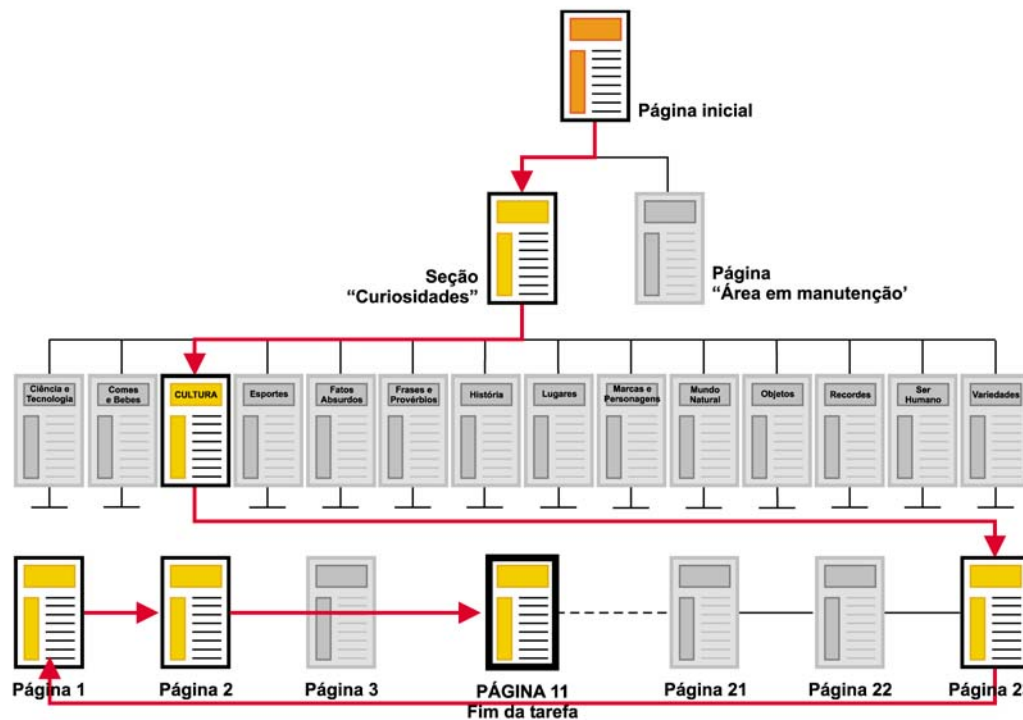 Página inicial
Seção
“Curiosidades”
Página
“Área em manutenção’
Ciência e
Tecnologia
Comes
e Bebes
CULTURA
Esportes
Fatos
Absurdos
Frases e
Provérbios
História
Lugares
Marcas e
Personagens
Mundo
Natural
Objetos
Recordes
Ser
Humano
Variedades
Página 1
Página 2
Página 3
PÁGINA 11
Fim da tarefa
Página 21
Página 22
Página 2